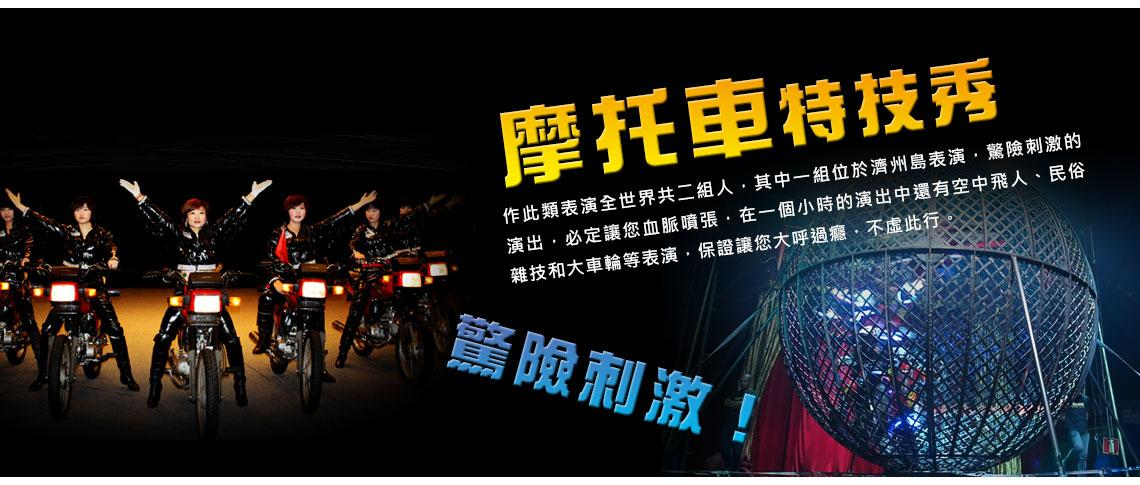 摩托車特技秀
作此類表演全世界共二組人，其中一組位於濟州島表演，驚險刺激的
演出，必定讓您血脈噴張，在一個小時的演出中還有空中飛人、民俗
雜技和大車輪等表演，保證讓您大呼過癮，不虛此行。
驚險刺激！